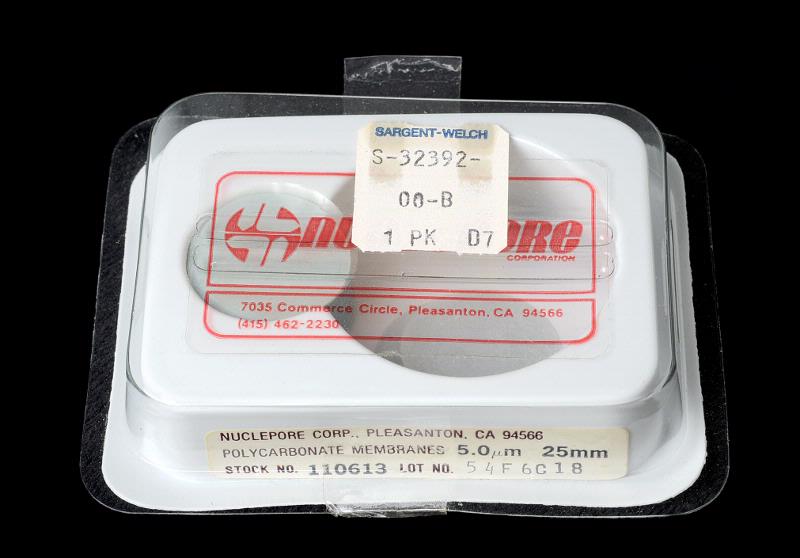 SARGENT-WELCH
S-32392-
00-B
1 PK D7
CORPORATION
7035 Commerce Circle, Pleasanton, CA 94566
(415) 462-2230
NUCLEPORE CORP., PLEASANTON, CA 94566
POLYCARBONATE MEMBRANES 5.0μm 25mm
STOCK NO. 110613 LOT NO. 54F6C18